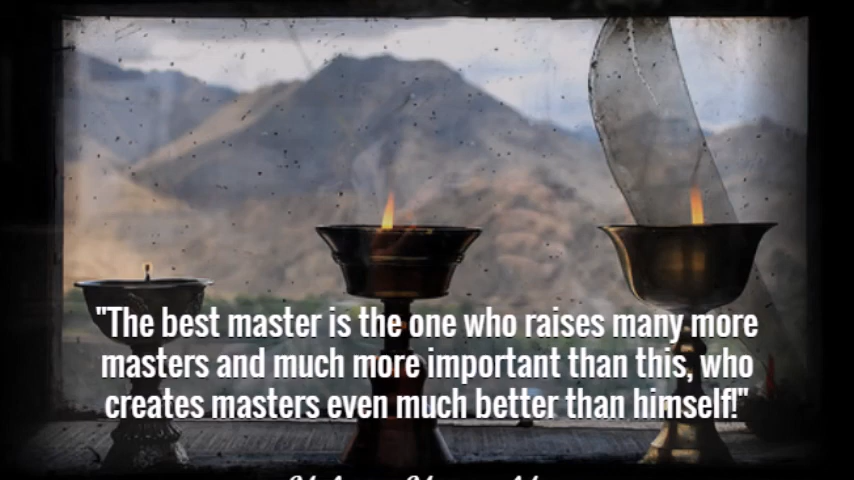 "The best master is the one who raises many more
masters and much more important than this, who
creates masters even much better than himself!"